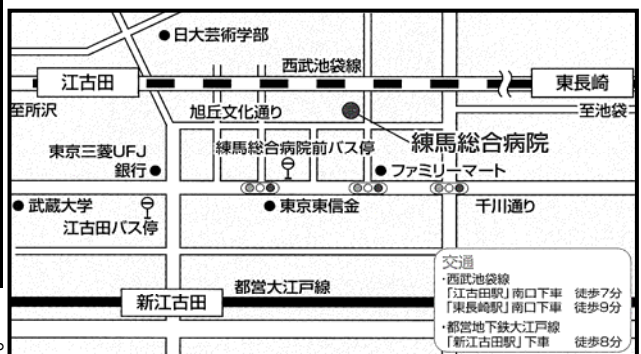 日大芸術学部
西武池袋線
江古田
東長崎
至所沢
旭丘文化通り
至池袋
練馬総合病院
東京三菱UFJ
銀行
練馬総合病院前バス停
ファミリーマート
武蔵大学
江古田バス停
東京東信金
千川通り
都営大江戸線
新江古田
交通
・西武池袋線
「江古田駅」南口下車 徒歩7分
「東長崎駅」南口下車 徒歩9分
・都営地下鉄大江戸線
「新江古田駅」下車 徒歩8分